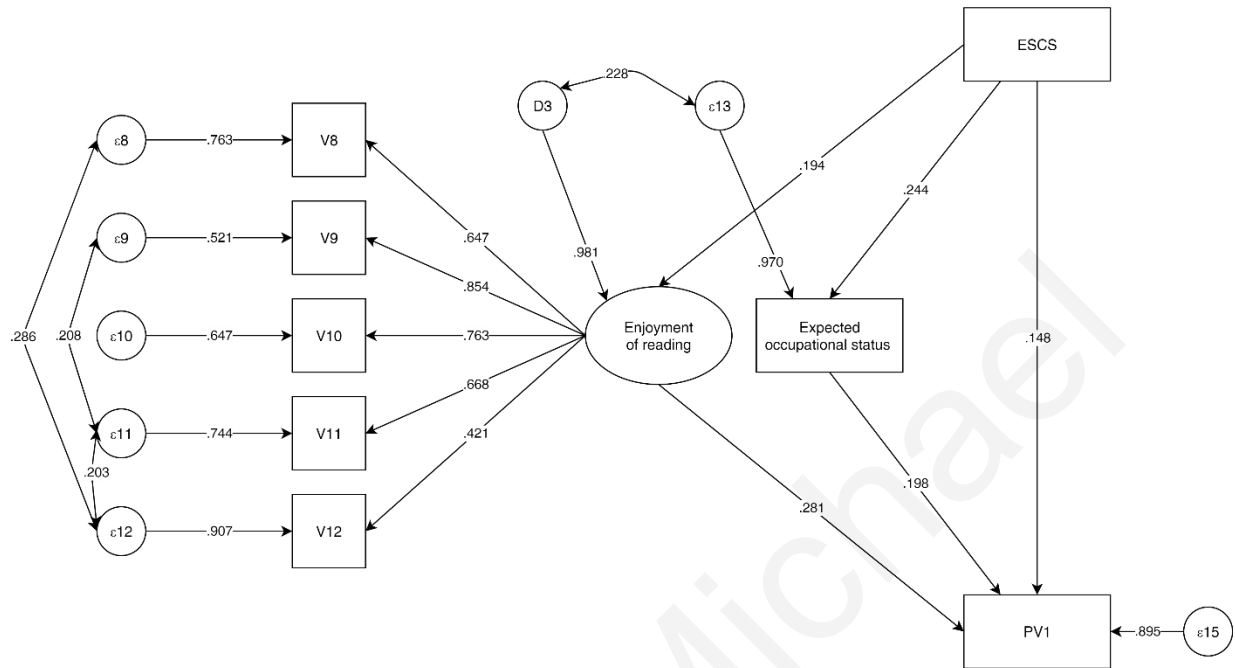 ESCS
D3
.228
ε13
ε8
.763
V8
.194
.244
ε9
.521
V9
.647
.981
.970
.854
.286
.208
ε10
.647
V10
.763
Enjoyment
of reading
Expected
occupational status
.148
.668
ε11
.744
V11
.421
.203
.198
.281
ε12
.907
V12
PV1
.895
ε15
Michael